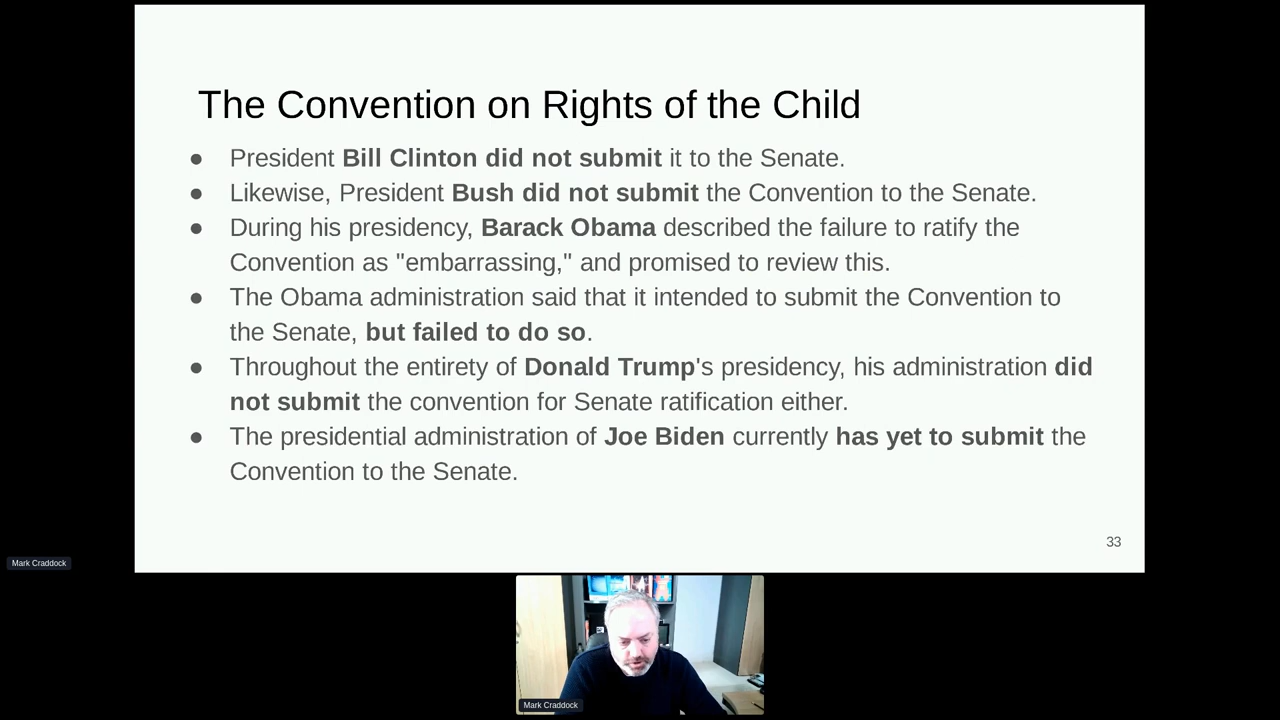 The Convention on Rights of the Child
● President Bill Clinton did not submit it to the Senate.
● Likewise, President Bush did not submit the Convention to the Senate.
● During his presidency, Barack Obama described the failure to ratify the
Convention as "embarrassing," and promised to review this.
● The Obama administration said that it intended to submit the Convention to
the Senate, but failed to do so.
● Throughout the entirety of Donald Trump's presidency, his administration did
not submit the convention for Senate ratification either.
● The presidential administration of Joe Biden currently has yet to submit the
Convention to the Senate.
33
Mark Craddock
Mark Craddock